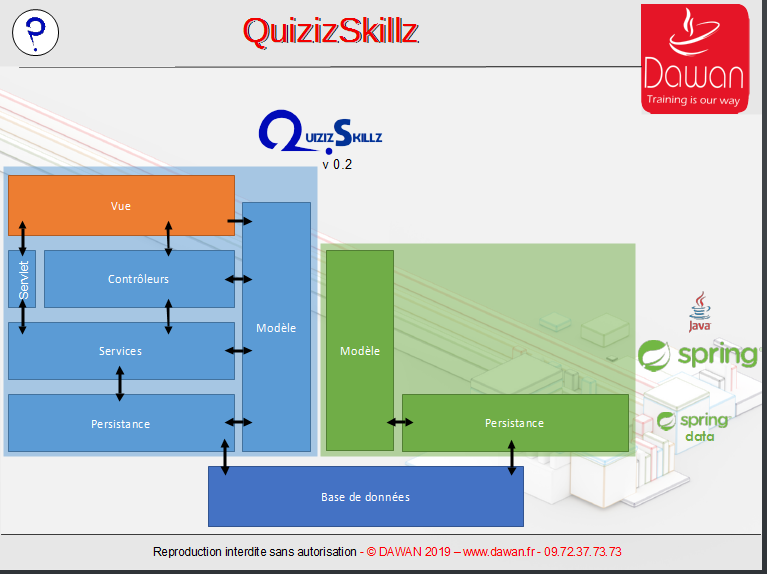 QuizizSkillz
Dawan
Training is our way
QUIZIZSKILLZ
v 0.2
Vue
Servlet
Contrôleurs
Services
Persistance
Modèle
Modèle
Persistance
Base de données
Java
spring
spring
data
Reproduction interdite sans autorisation - © DAWAN 2019 – www.dawan.fr - 09.72.37.73.73